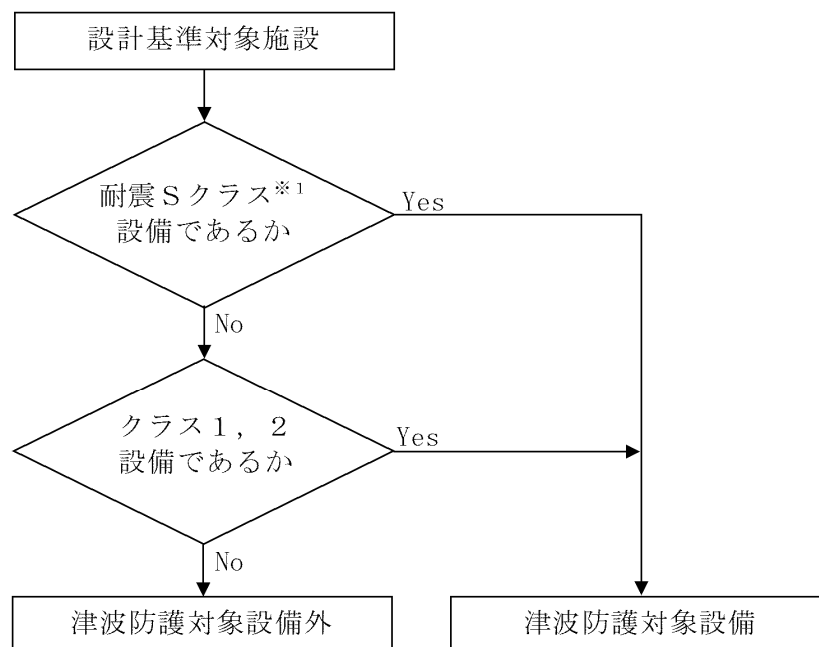 設計基準対象施設
耐震Sクラス※1
設備であるか
Yes
No
クラス1，2
設備であるか
Yes
No
津波防護対象設備外
津波防護対象設備